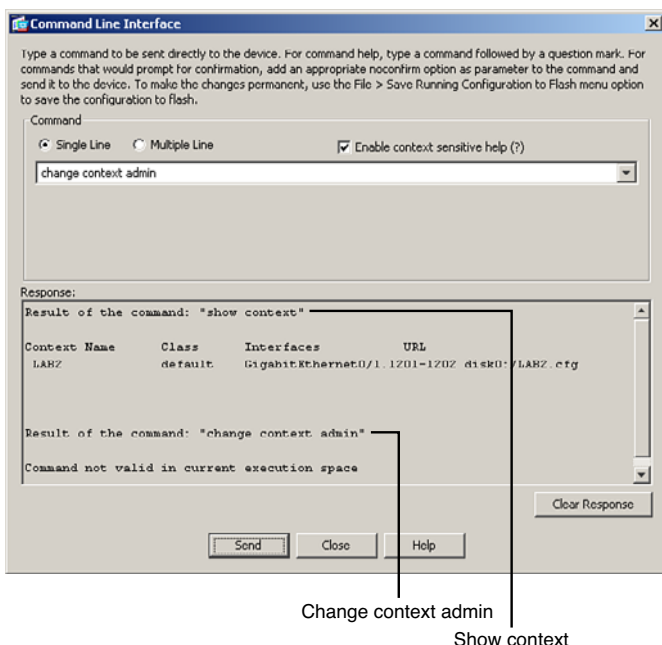 Command Line Interface
Type a command to be sent directly to the device. For command help, type a command followed by a question mark. For
commands that would prompt for confirmation, add an appropriate noconfirm option as parameter to the command and
send it to the device. To make the changes permanent, use the File > Save Running Configuration to Flash menu option
to save the configuration to flash.
Command
Single Line Multiple Line Enable context sensitive help (?)
change context admin
Response:
Result of the command: "show context"
Context Name Class Interfaces URL
LAB2 default GigabitEthernet0/1.1201-1202 disk0:/LAB2.cfg
Result of the command: "change context admin"
Command not valid in current execution space
Clear Response
Send Close Help
Change context admin
Show context